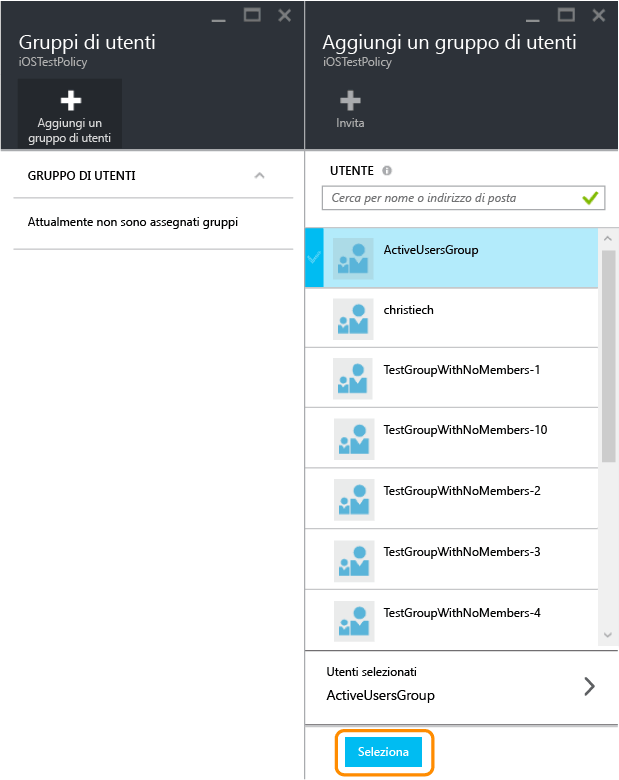 Gruppi di utenti
iOSTestPolicy
Aggiungi un
gruppo di utenti
GRUPPO DI UTENTI
Attualmente non sono assegnati gruppi
Aggiungi un gruppo di utenti
iOSTestPolicy
Invita
UTENTE
Cerca per nome o indirizzo di posta
ActiveUsersGroup
christiech
TestGroupWithNoMembers-1
TestGroupWithNoMembers-10
TestGroupWithNoMembers-2
TestGroupWithNoMembers-3
TestGroupWithNoMembers-4
Utenti selezionati
ActiveUsersGroup
Seleziona